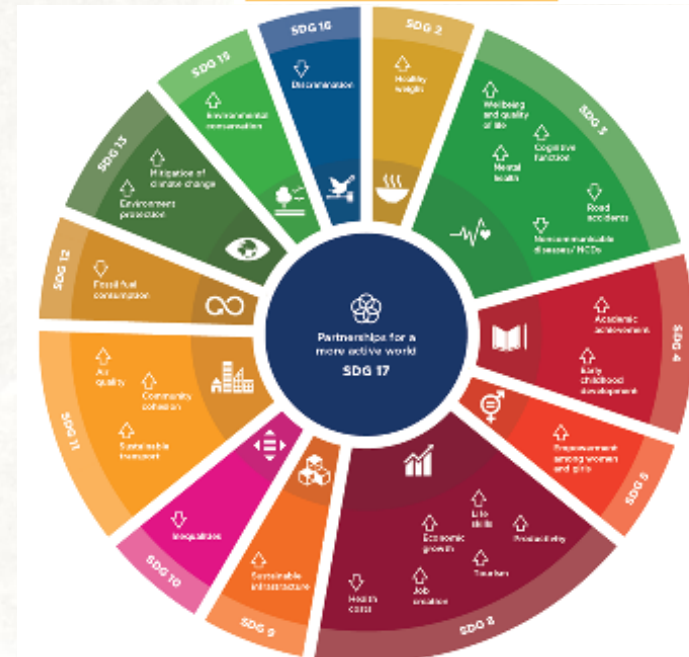 SDG 2
Healthy
weight
SDG 3
Wellbeing
and quality
of life
Cognitive
function
Mental
health
Road
accidents
Noncommunicable
diseases/ NCDs
SDG 4
Academic
achievement
Early
childhood
development
SDG 5
Empowerment
among women
and girls
SDG 8
Life
skills
Productivity
Economic
growth
Tourism
Job
creation
Health
costs
SDG 9
Sustainable
infrastructure
SDG 10
Inequalities
SDG 11
Air
quality
Community
cohesion
Sustainable
transport
SDG 12
Fossil fuel
consumption
SDG 13
Mitigation of
climate change
Environment
protection
SDG 15
Environmental
conservation
SDG 16
Discrimination
Partnerships for a
more active world
SDG 17